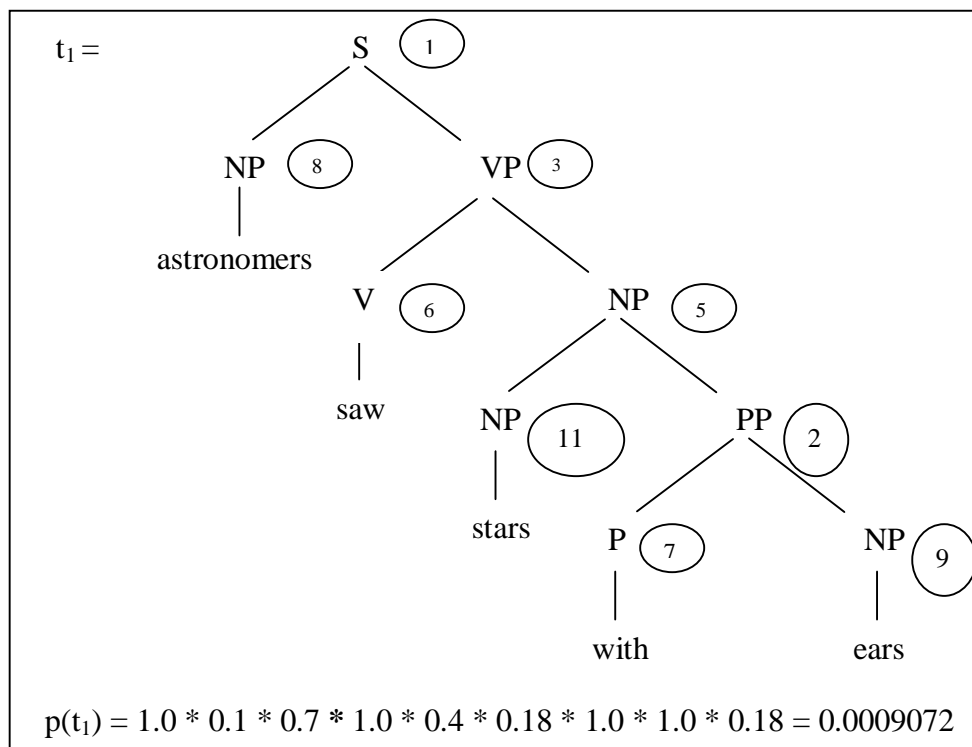 t₁ = S 1
NP 8 VP 3
astronomers
V 6 NP 5
saw NP 11 PP 2
stars P 7 NP 9
with ears
p(t₁) = 1.0 * 0.1 * 0.7 * 1.0 * 0.4 * 0.18 * 1.0 * 1.0 * 0.18 = 0.0009072